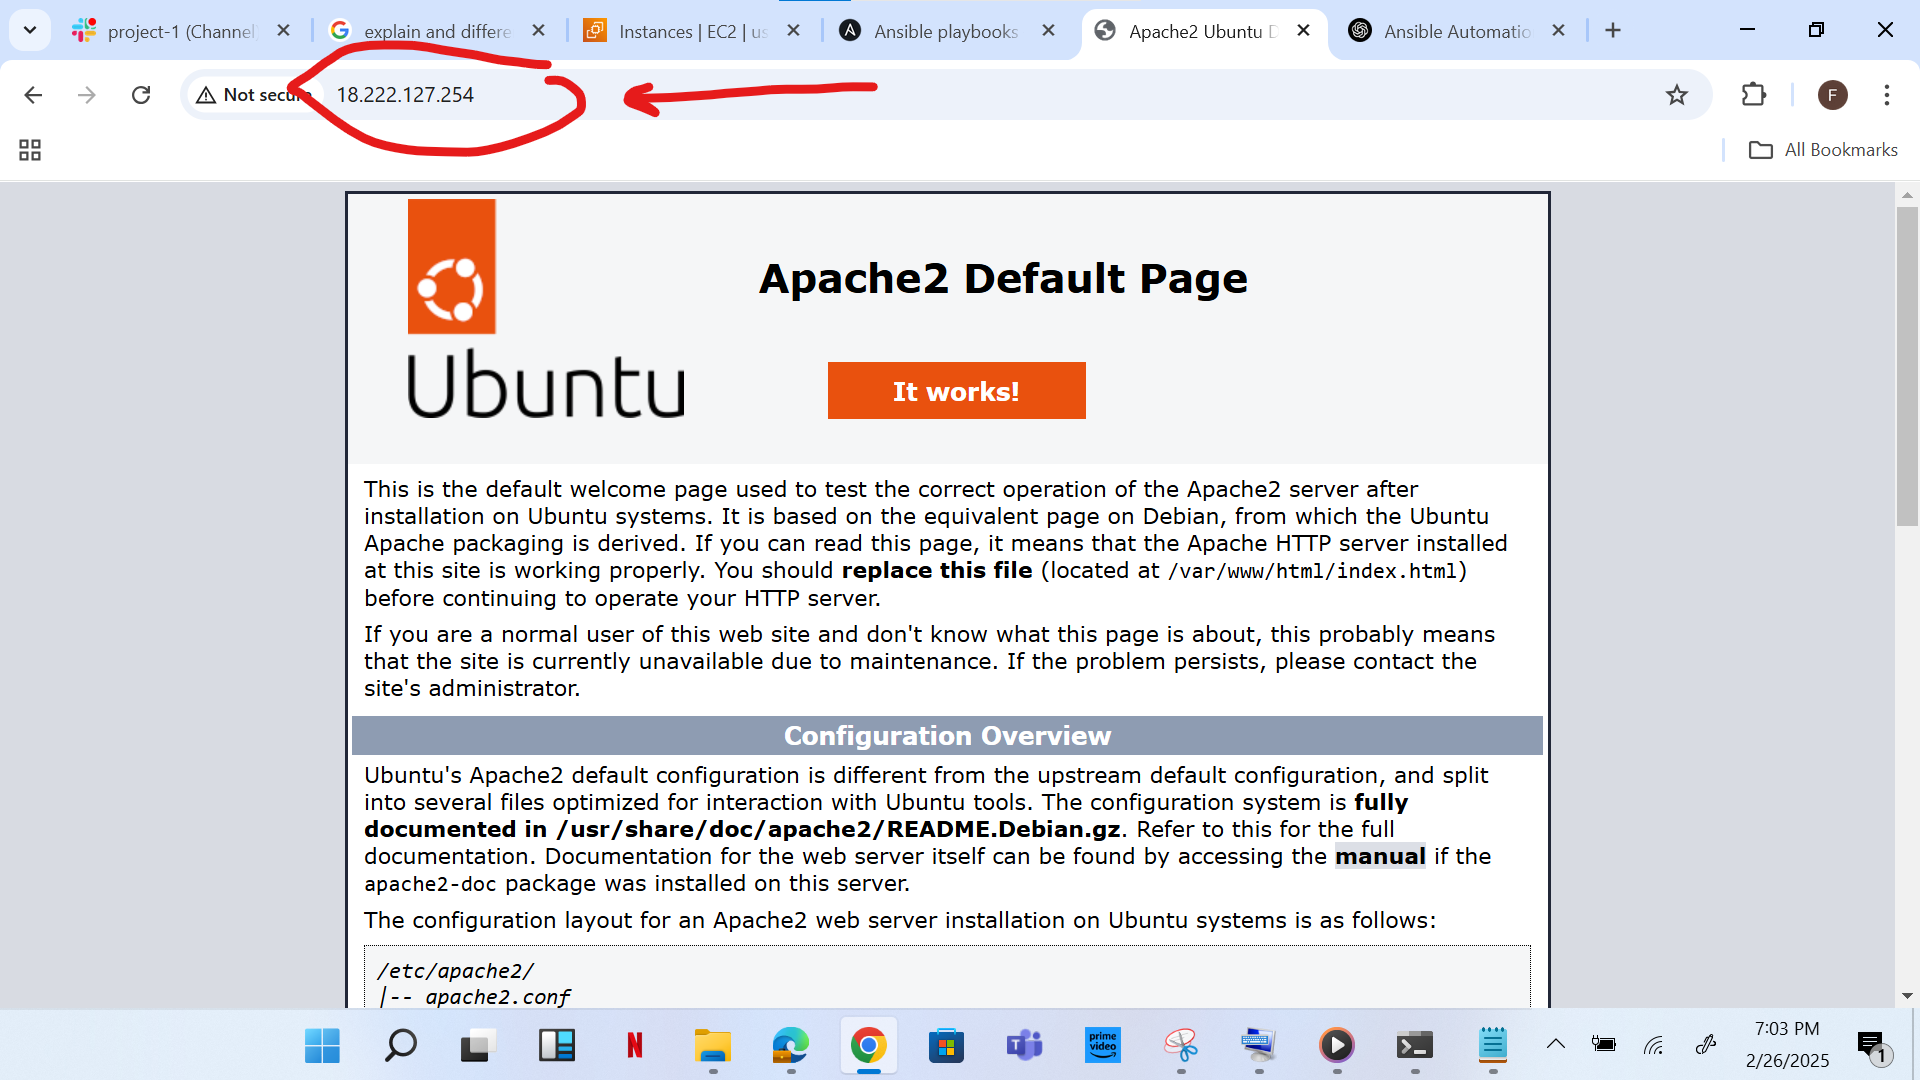 project-1 (Channel)
explain and differe
Instances | EC2 | us
Ansible playbooks
Apache2 Ubuntu D
Ansible Automatio
Not secure
18.222.127.254
F
All Bookmarks
Ubuntu
Apache2 Default Page
It works!
This is the default welcome page used to test the correct operation of the Apache2 server after
installation on Ubuntu systems. It is based on the equivalent page on Debian, from which the Ubuntu
Apache packaging is derived. If you can read this page, it means that the Apache HTTP server installed
at this site is working properly. You should replace this file (located at /var/www/html/index.html)
before continuing to operate your HTTP server.
If you are a normal user of this web site and don't know what this page is about, this probably means
that the site is currently unavailable due to maintenance. If the problem persists, please contact the
site's administrator.
Configuration Overview
Ubuntu's Apache2 default configuration is different from the upstream default configuration, and split
into several files optimized for interaction with Ubuntu tools. The configuration system is fully
documented in /usr/share/doc/apache2/README.Debian.gz. Refer to this for the full
documentation. Documentation for the web server itself can be found by accessing the manual if the
apache2-doc package was installed on this server.
The configuration layout for an Apache2 web server installation on Ubuntu systems is as follows:
/etc/apache2/
|-- apache2.conf
N
prime
video
7:03 PM
2/26/2025
1